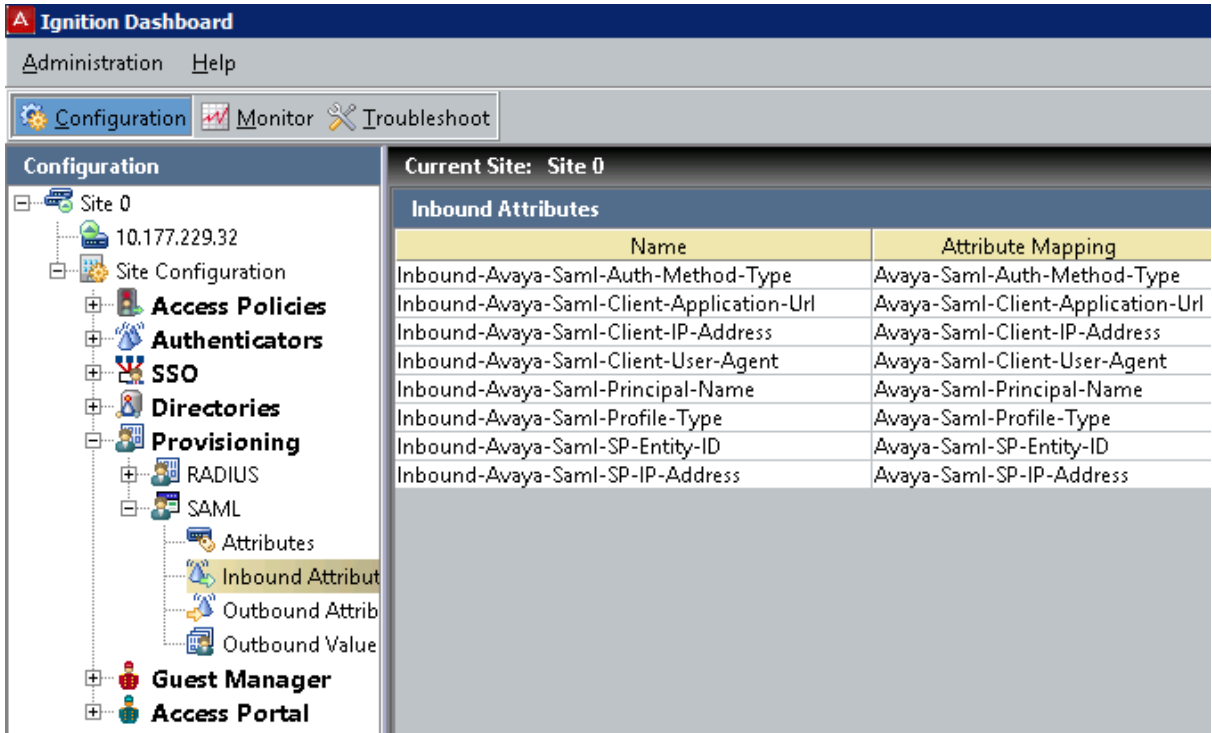 Ignition Dashboard
Administration Help
Configuration Monitor Troubleshoot
Configuration
Site 0
10.177.229.32
Site Configuration
Access Policies
Authenticators
SSO
Directories
Provisioning
RADIUS
SAML
Attributes
Inbound Attribut
Outbound Attrib
Outbound Value
Guest Manager
Access Portal
Current Site: Site 0
Inbound Attributes
Name Attribute Mapping
Inbound-Avaya-Saml-Auth-Method-Type Avaya-Saml-Auth-Method-Type
Inbound-Avaya-Saml-Client-Application-Url Avaya-Saml-Client-Application-Url
Inbound-Avaya-Saml-Client-IP-Address Avaya-Saml-Client-IP-Address
Inbound-Avaya-Saml-Client-User-Agent Avaya-Saml-Client-User-Agent
Inbound-Avaya-Saml-Principal-Name Avaya-Saml-Principal-Name
Inbound-Avaya-Saml-Profile-Type Avaya-Saml-Profile-Type
Inbound-Avaya-Saml-SP-Entity-ID Avaya-Saml-SP-Entity-ID
Inbound-Avaya-Saml-SP-IP-Address Avaya-Saml-SP-IP-Address